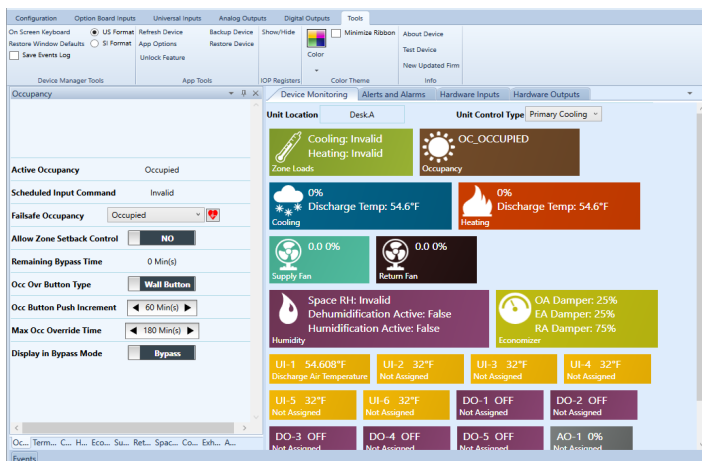 Configuration Option Board Inputs Universal Inputs Analog Outputs Digital Outputs Tools
On Screen Keyboard US Format Refresh Device Backup Device Show/Hide Minimize Ribbon About Device
Restore Window Defaults SI Format App Options Restore Device Color Test Device
Save Events Log Unlock Feature New Updated Firm
Device Manager Tools App Tools IOP Registers Color Theme Info
Occupancy
Device Monitoring Alerts and Alarms Hardware Inputs Hardware Outputs
Unit Location Desk.A Unit Control Type Primary Cooling
Active Occupancy Occupied
Scheduled Input Command Invalid
Failsafe Occupancy Occupied
Allow Zone Setback Control NO
Remaining Bypass Time 0 Min(s)
Occ Ovr Button Type Wall Button
Occ Button Push Increment 60 Min(s)
Max Occ Override Time 180 Min(s)
Display in Bypass Mode Bypass
Oc... Term... C... H... Eco... Su... Ret... Spac... Co... Exh... A...
Events
Cooling: Invalid
Heating: Invalid
Zone Loads
OC_OCCUPIED
Occupancy
0%
Discharge Temp: 54.6°F
Cooling
0%
Discharge Temp: 54.6°F
Heating
0.0 0%
Supply Fan
0.0 0%
Return Fan
Space RH: Invalid
Dehumidification Active: False
Humidification Active: False
Humidity
OA Damper: 25%
EA Damper: 25%
RA Damper: 75%
Economizer
UI-1 54.608°F
Discharge Air Temperature
UI-2 32°F
Not Assigned
UI-3 32°F
Not Assigned
UI-4 32°F
Not Assigned
UI-5 32°F
Not Assigned
UI-6 32°F
Not Assigned
DO-1 OFF
Not Assigned
DO-2 OFF
Not Assigned
DO-3 OFF
Not Assigned
DO-4 OFF
Not Assigned
DO-5 OFF
Not Assigned
AO-1 0%
Not Assigned